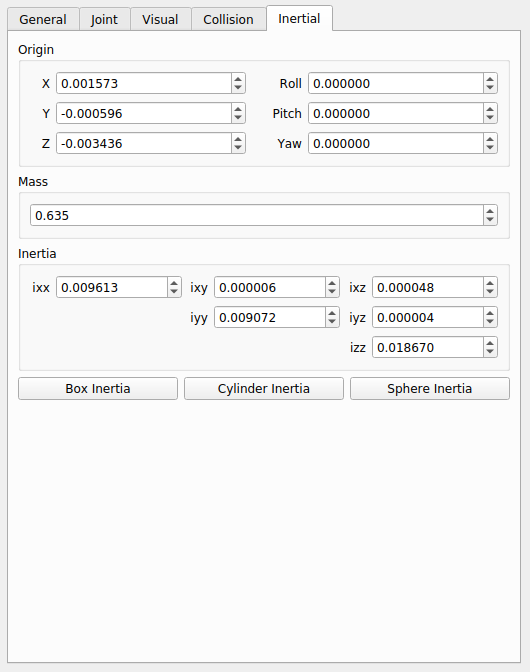 General Joint Visual Collision Inertial
Origin
X 0.001573 Roll 0.000000
Y -0.000596 Pitch 0.000000
Z -0.003436 Yaw 0.000000
Mass
0.635
Inertia
ixx 0.009613 ixy 0.000006 ixz 0.000048
iyy 0.009072 iyz 0.000004
izz 0.018670
Box Inertia Cylinder Inertia Sphere Inertia